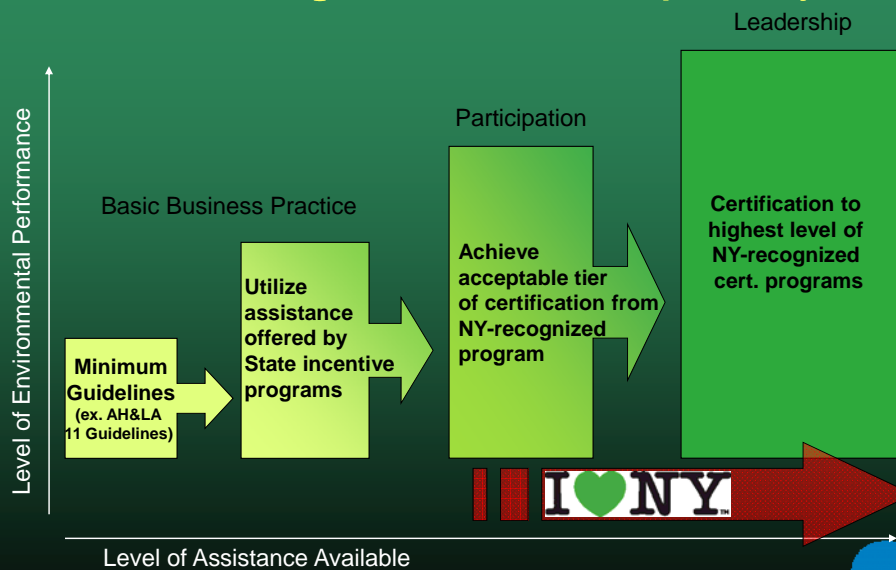 Leadership
Participation
Basic Business Practice
Level of Environmental Performance
Minimum
Guidelines
(ex. AH&LA
11 Guidelines)
Utilize
assistance
offered by
State incentive
programs
Achieve
acceptable tier
of certification from
NY-recognized
program
Certification to
highest level of
NY-recognized
cert. programs
I NY™
Level of Assistance Available